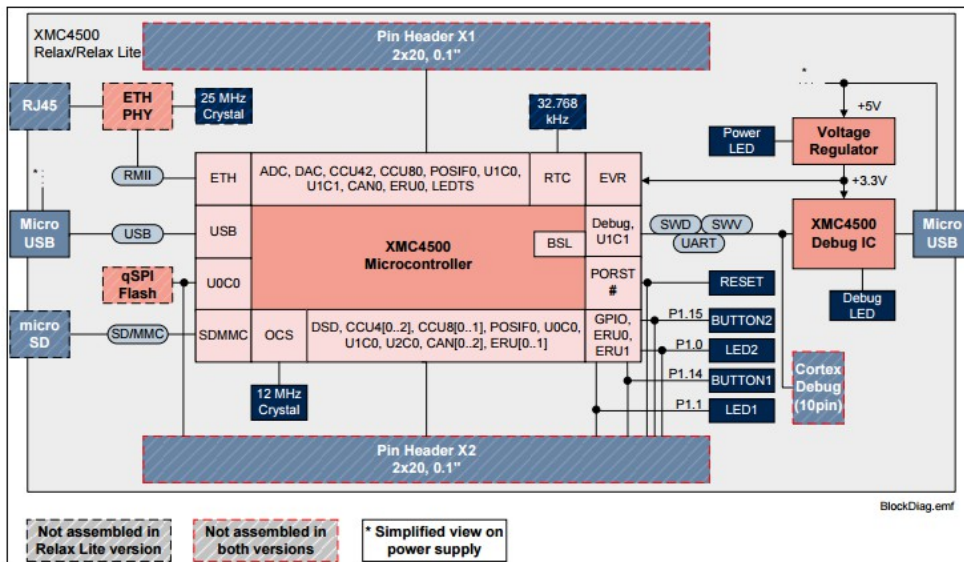 XMC4500
Relax/Relax Lite
Pin Header X1
2x20, 0.1"
*
RJ45
ETH
PHY
25 MHz
Crystal
32.768
kHz
+5V
Power
LED
Voltage
Regulator
RMII
ETH
ADC, DAC, CCU42, CCU80, POSIF0, U1C0,
U1C1, CAN0, ERU0, LEDTS
RTC
EVR
+3.3V
*
Micro
USB
USB
USB
XMC4500
Microcontroller
BSL
Debug,
U1C1
SWD
SWV
UART
XMC4500
Debug IC
Micro
USB
qSPI
Flash
U0C0
PORST
#
RESET
Debug
LED
micro
SD
SD/MMC
SDMMC
OCS
DSD, CCU4[0..2], CCU8[0..1], POSIF0, U0C0,
U1C0, U2C0, CAN[0..2], ERU[0..1]
GPIO,
ERU0,
ERU1
P1.15
BUTTON2
P1.0
LED2
P1.14
BUTTON1
P1.1
LED1
Cortex
Debug
(10pin)
12 MHz
Crystal
Pin Header X2
2x20, 0.1"
BlockDiag.emf
Not assembled in
Relax Lite version
Not assembled in
both versions
* Simplified view on
power supply